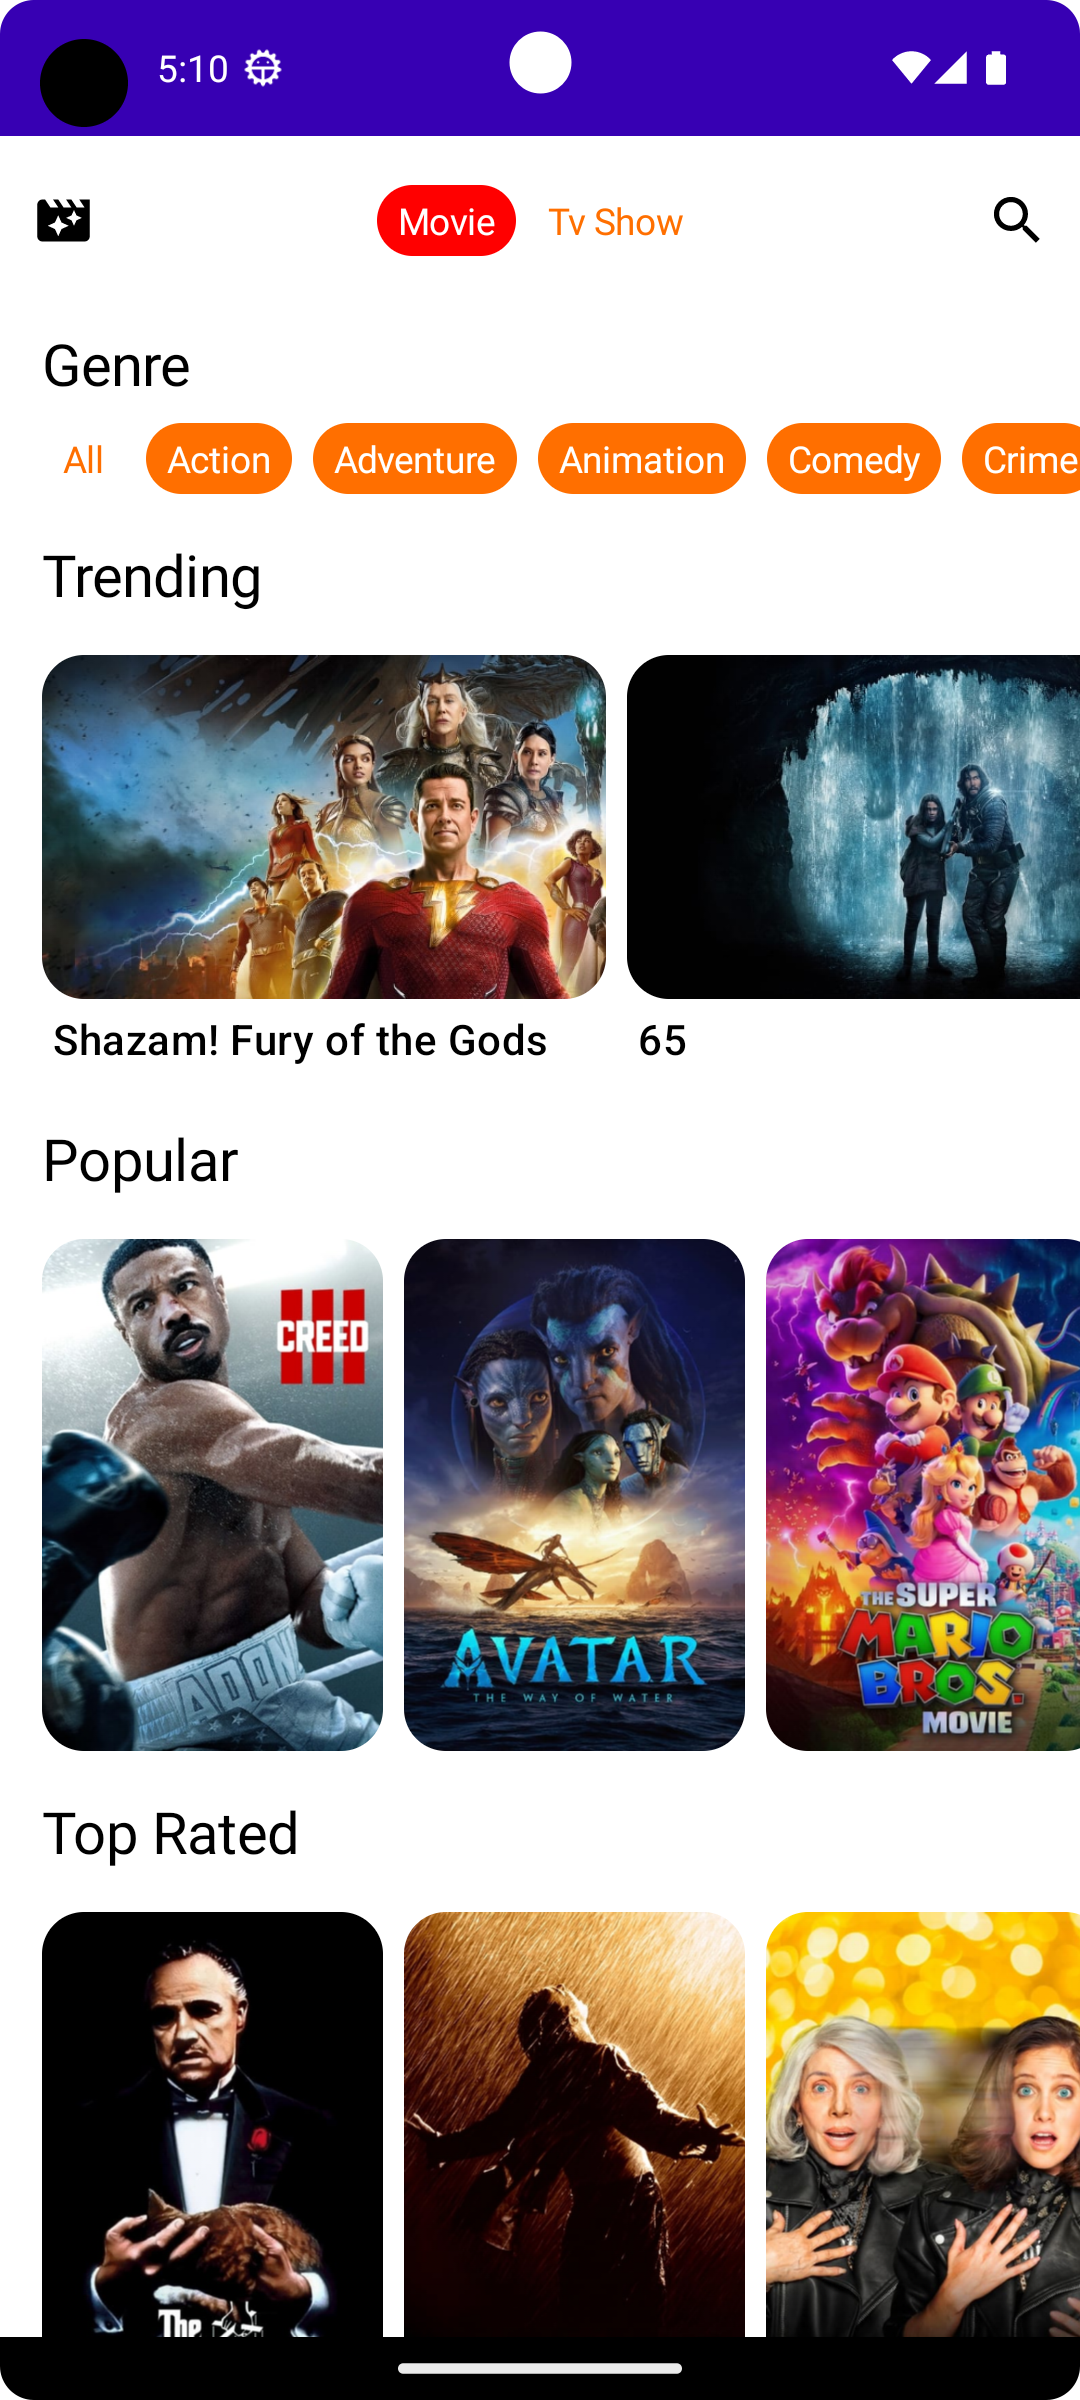 5:10
Movie
Tv Show
Genre
All
Action
Adventure
Animation
Comedy
Crime
Trending
Shazam! Fury of the Gods
65
Popular
CREED
III
AVATAR
THE WAY OF WATER
THE SUPER
MARIO
BROS.
MOVIE
Top Rated
The